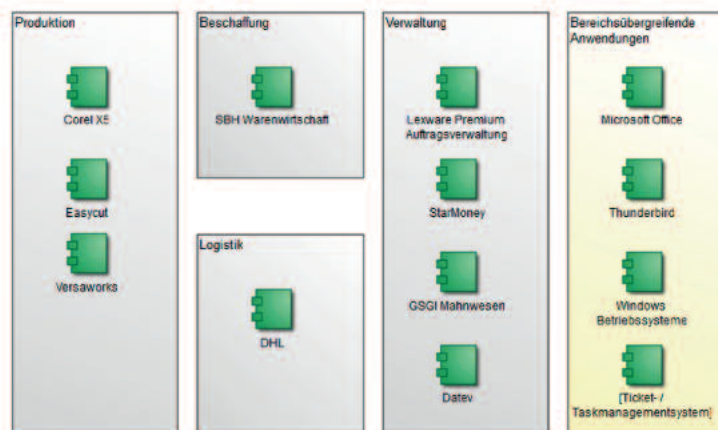 Produktion
Corel X5
Easycut
Versaworks
Beschaffung
SBH Warenwirtschaft
Logistik
DHL
Verwaltung
Lexware Premium
Auftragsverwaltung
StarMoney
GSGI Mahnwesen
Datev
Bereichsübergreifende
Anwendungen
Microsoft Office
Thunderbird
Windows
Betriebssysteme
[Ticket- /
Taskmanagementsystem]